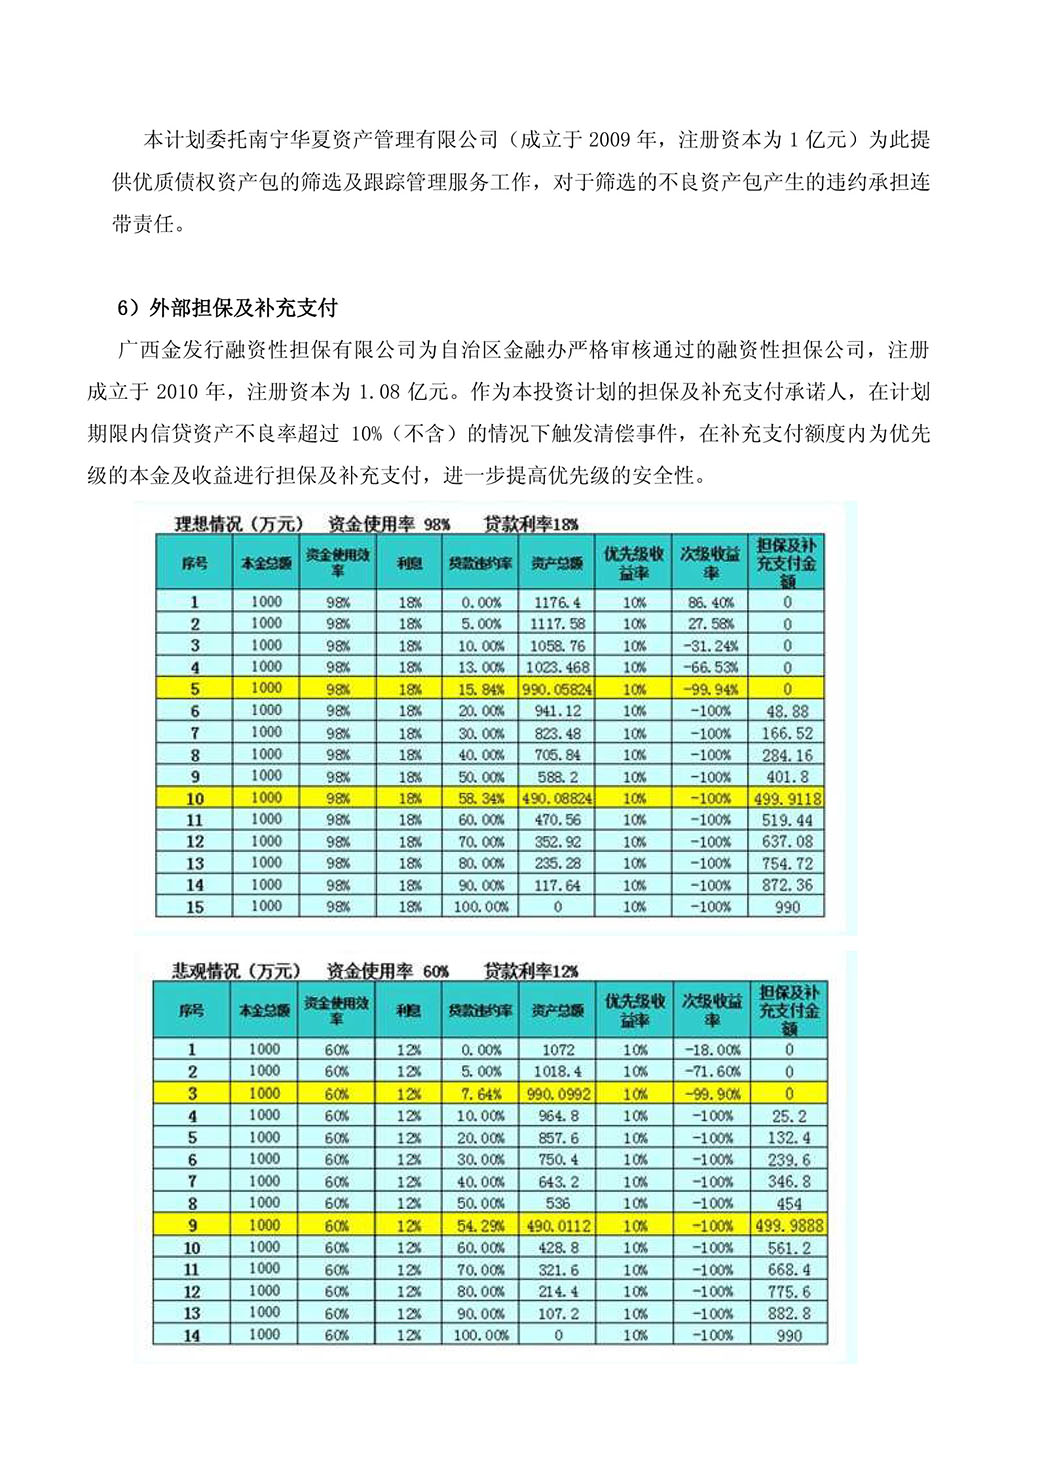 本计划委托南宁华夏资产管理有限公司（成立于 2009 年，注册资本为 1 亿元）为此提
供优质债权资产包的筛选及跟踪管理服务工作，对于筛选的不良资产包产生的违约承担连
带责任。
6）外部担保及补充支付
广西金发行融资性担保有限公司为自治区金融办严格审核通过的融资性担保公司，注册
成立于 2010 年，注册资本为 1.08 亿元。作为本投资计划的担保及补充支付承诺人，在计划
期限内信贷资产不良率超过 10%（不含）的情况下触发清偿事件，在补充支付额度内为优先
级的本金及收益进行担保及补充支付，进一步提高优先级的安全性。
理想情况（万元） 资金使用率 98% 贷款利率18%
序号 本金总额 资金使用效率 利息 贷款违约率 资产总额 优先级收益率 次级收益率 担保及补充支付金额
1 1000 98% 18% 0.00% 1176.4 10% 86.40% 0
2 1000 98% 18% 5.00% 1117.58 10% 27.58% 0
3 1000 98% 18% 10.00% 1058.76 10% -31.24% 0
4 1000 98% 18% 13.00% 1023.468 10% -66.53% 0
5 1000 98% 18% 15.84% 990.05824 10% -99.94% 0
6 1000 98% 18% 20.00% 941.12 10% -100% 48.88
7 1000 98% 18% 30.00% 823.48 10% -100% 166.52
8 1000 98% 18% 40.00% 705.84 10% -100% 284.16
9 1000 98% 18% 50.00% 588.2 10% -100% 401.8
10 1000 98% 18% 58.34% 490.08824 10% -100% 499.9118
11 1000 98% 18% 60.00% 470.56 10% -100% 519.44
12 1000 98% 18% 70.00% 352.92 10% -100% 637.08
13 1000 98% 18% 80.00% 235.28 10% -100% 754.72
14 1000 98% 18% 90.00% 117.64 10% -100% 872.36
15 1000 98% 18% 100.00% 0 10% -100% 990
悲观情况（万元） 资金使用率 60% 贷款利率12%
序号 本金总额 资金使用效率 利息 贷款违约率 资产总额 优先级收益率 次级收益率 担保及补充支付金额
1 1000 60% 12% 0.00% 1072 10% -18.00% 0
2 1000 60% 12% 5.00% 1018.4 10% -71.60% 0
3 1000 60% 12% 7.64% 990.0992 10% -99.90% 0
4 1000 60% 12% 10.00% 964.8 10% -100% 25.2
5 1000 60% 12% 20.00% 857.6 10% -100% 132.4
6 1000 60% 12% 30.00% 750.4 10% -100% 239.6
7 1000 60% 12% 40.00% 643.2 10% -100% 346.8
8 1000 60% 12% 50.00% 536 10% -100% 454
9 1000 60% 12% 54.29% 490.0112 10% -100% 499.9888
10 1000 60% 12% 60.00% 428.8 10% -100% 561.2
11 1000 60% 12% 70.00% 321.6 10% -100% 668.4
12 1000 60% 12% 80.00% 214.4 10% -100% 775.6
13 1000 60% 12% 90.00% 107.2 10% -100% 882.8
14 1000 60% 12% 100.00% 0 10% -100% 990